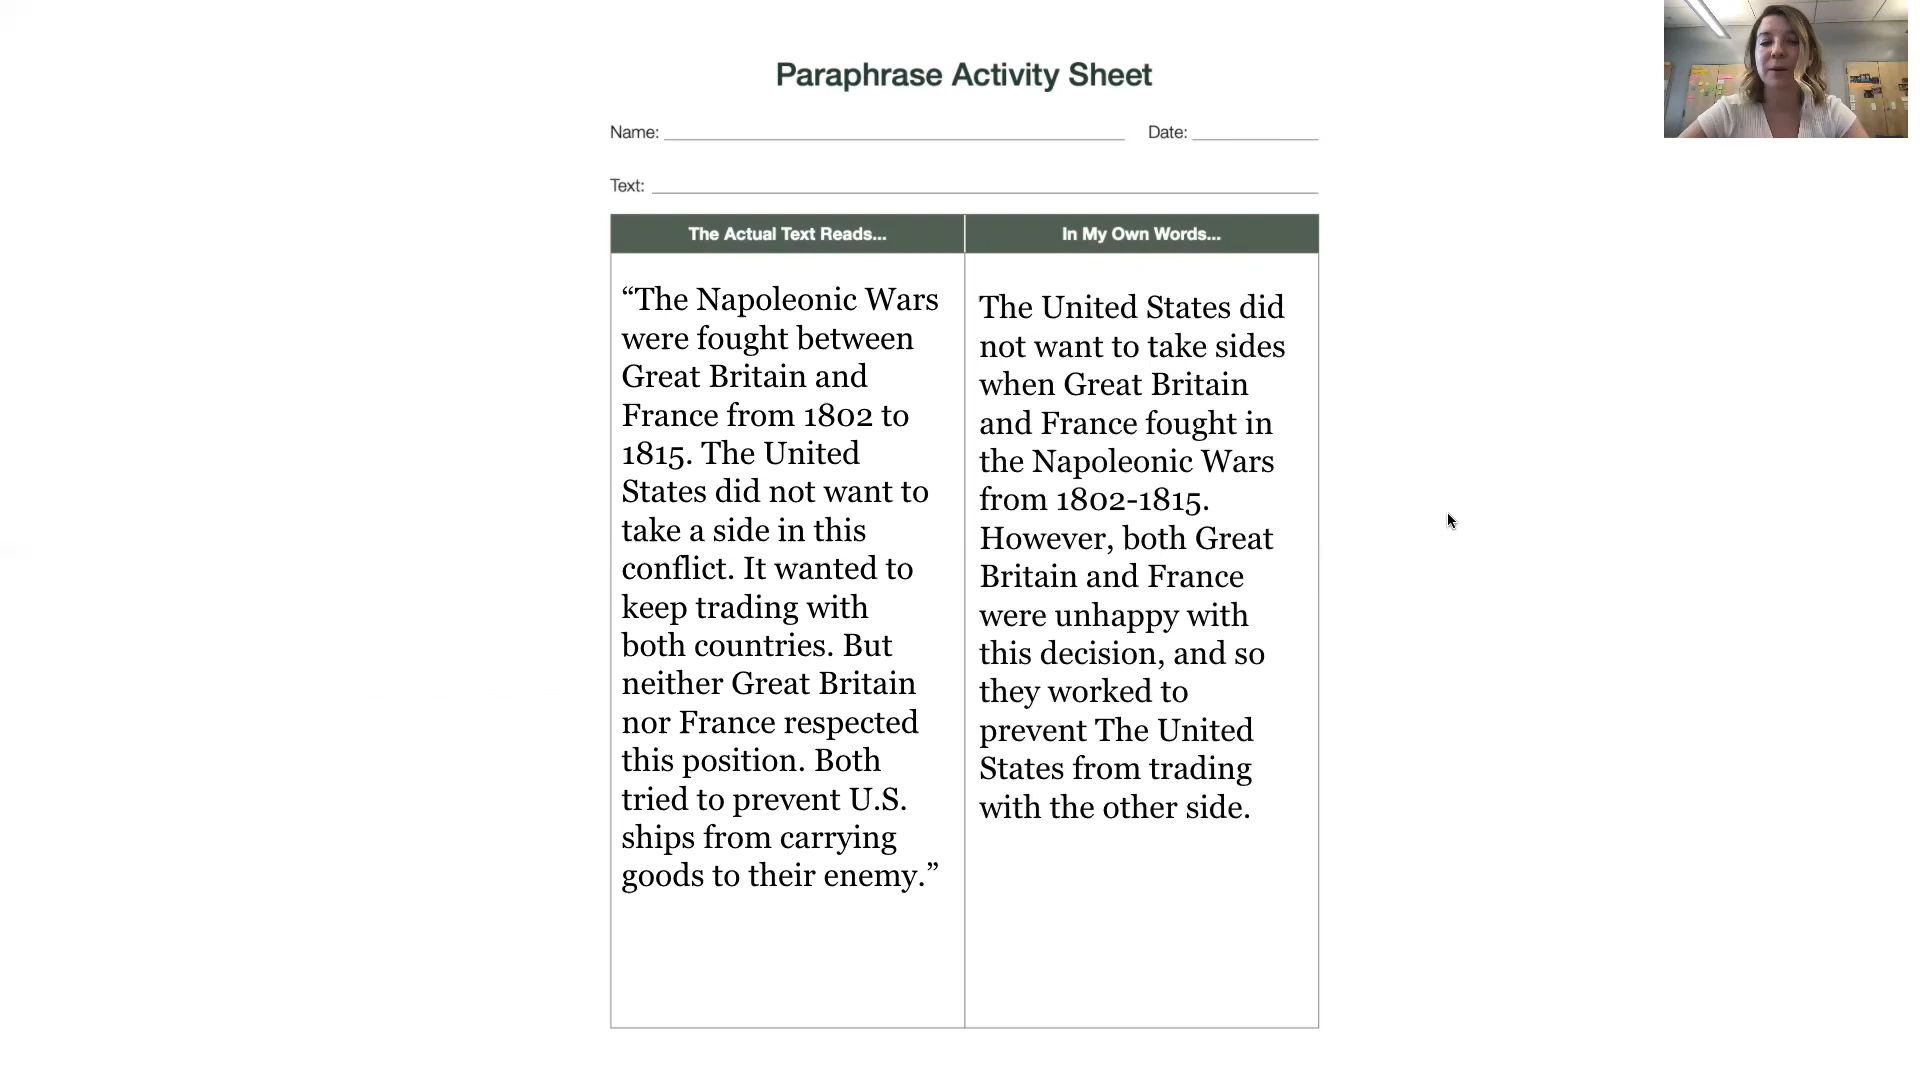 Paraphrase Activity Sheet
Name: Date:
Text:
The Actual Text Reads...
“The Napoleonic Wars
were fought between
Great Britain and
France from 1802 to
1815. The United
States did not want to
take a side in this
conflict. It wanted to
keep trading with
both countries. But
neither Great Britain
nor France respected
this position. Both
tried to prevent U.S.
ships from carrying
goods to their enemy.”
In My Own Words...
The United States did
not want to take sides
when Great Britain
and France fought in
the Napoleonic Wars
from 1802-1815.
However, both Great
Britain and France
were unhappy with
this decision, and so
they worked to
prevent The United
States from trading
with the other side.